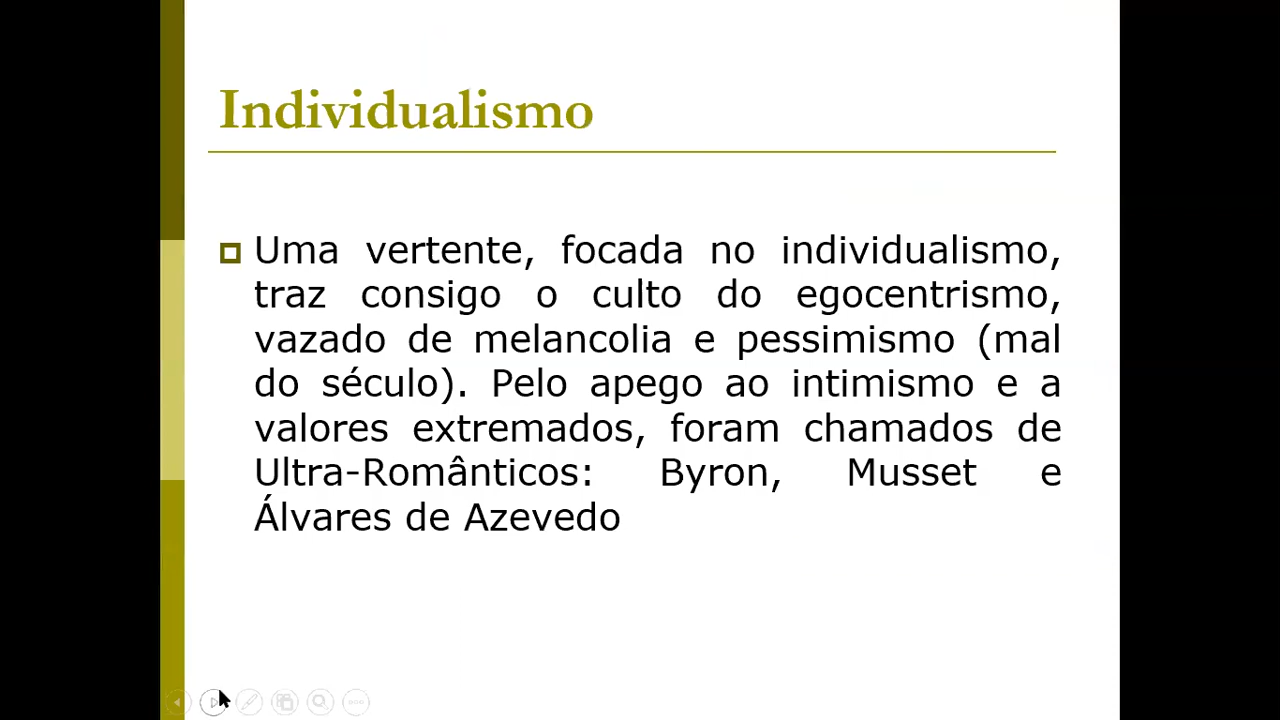 Individualismo
Uma vertente, focada no individualismo,
traz consigo o culto do egocentrismo,
vazado de melancolia e pessimismo (mal
do século). Pelo apego ao intimismo e a
valores extremados, foram chamados de
Ultra-Românticos: Byron, Musset e
Álvares de Azevedo